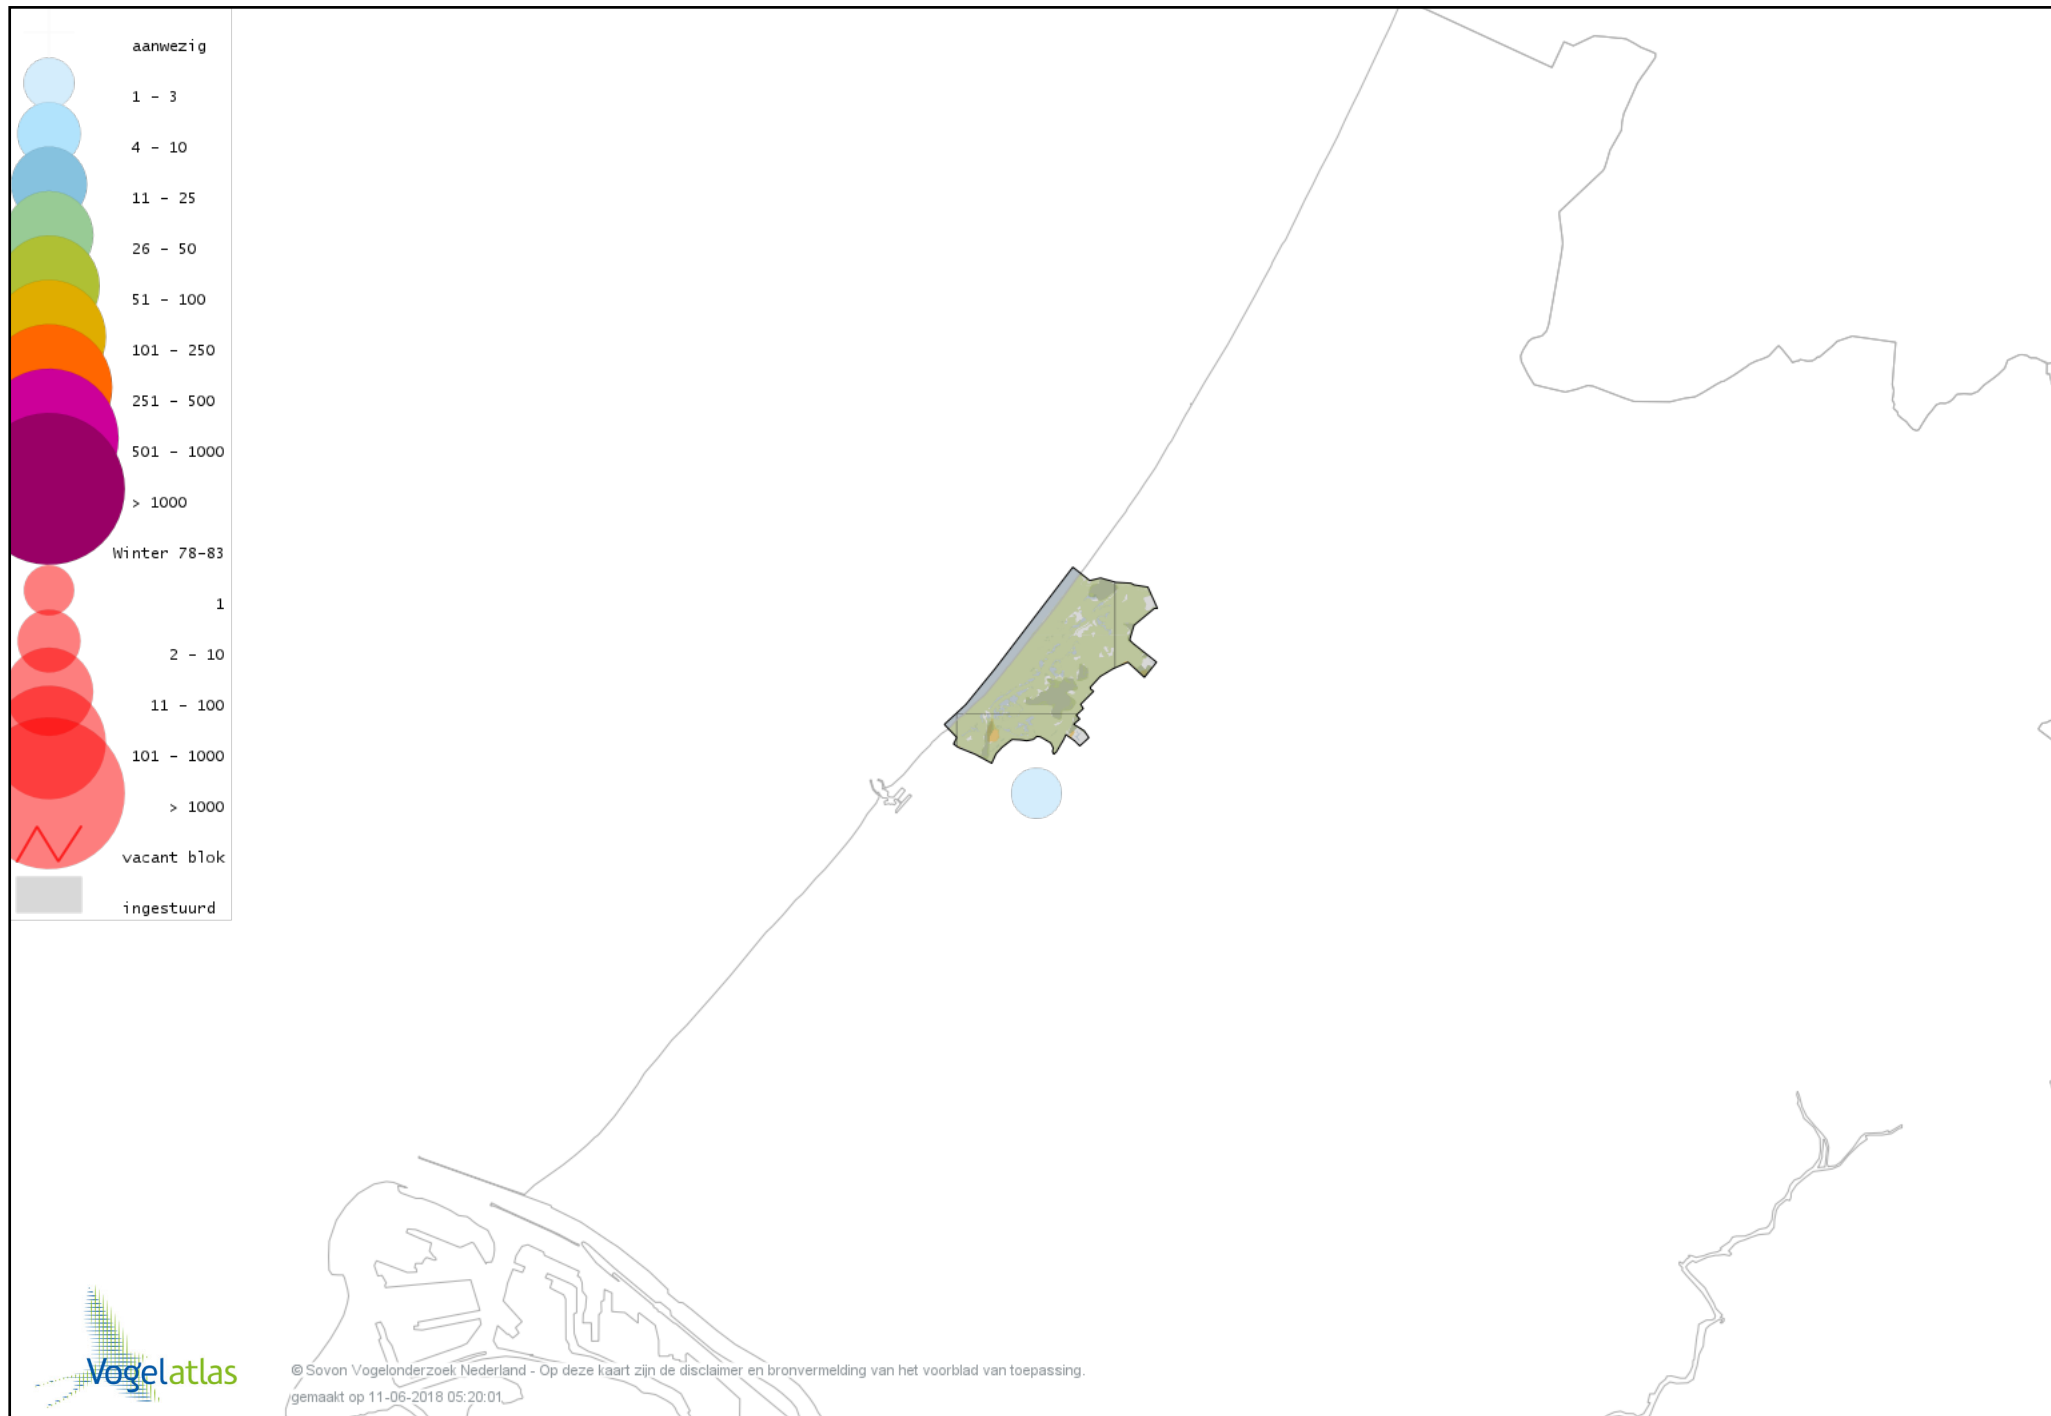 aanwezig
1 - 3
4 - 10
11 - 25
26 - 50
51 - 100
101 - 250
251 - 500
501 - 1000
> 1000
Winter 78-83
1
2 - 10
11 - 100
101 - 1000
> 1000
vacant blok
ingestuurd
Vogelatlas
© Sovon Vogelonderzoek Nederland - Op deze kaart zijn de disclaimer en bronvermelding van het voorblad van toepassing.
gemaakt op 11-06-2018 05:20:01